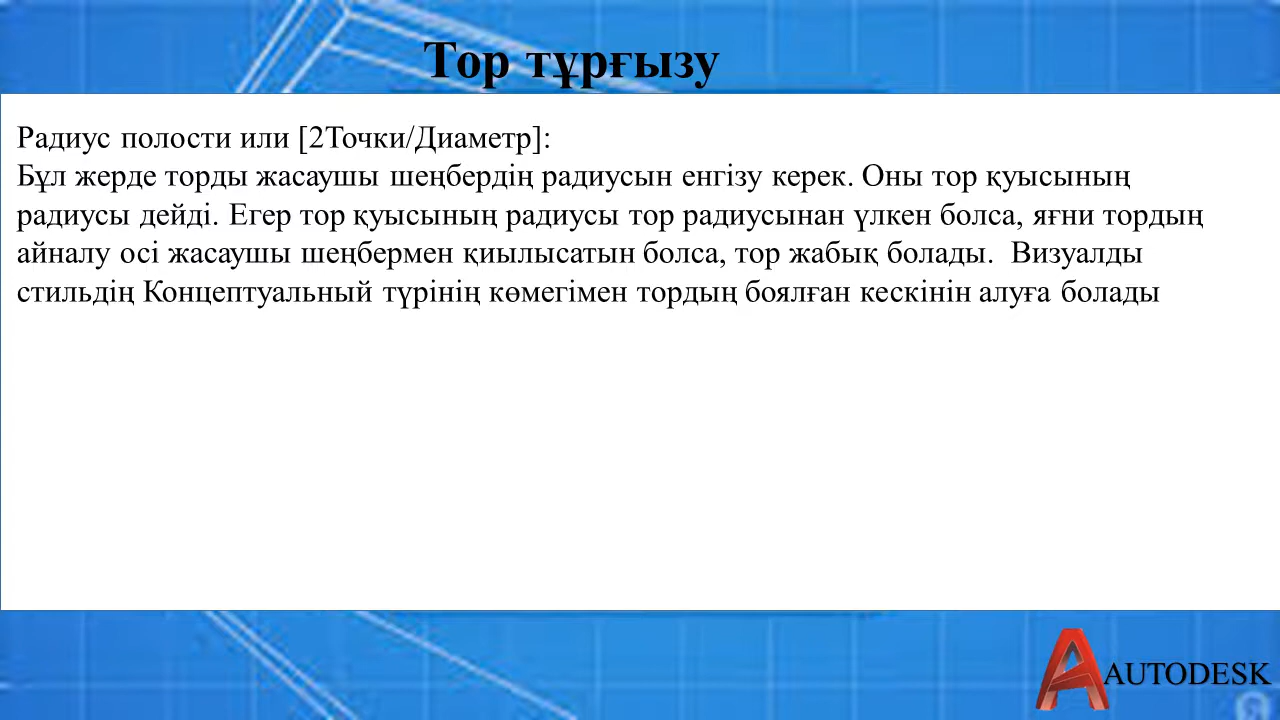 Тор тұрғызу
Радиус полости или [2Точки/Диаметр]:
Бұл жерде торды жасаушы шеңбердің радиусын енгізу керек. Оны тор қуысының
радиусы дейді. Егер тор қуысының радиусы тор радиусынан үлкен болса, яғни тордың
айналу осі жасаушы шеңбермен қиылысатын болса, тор жабық болады.  Визуалды
стильдің Концептуальный түрінің көмегімен тордың боялған кескінін алуға болады
AUTODESK